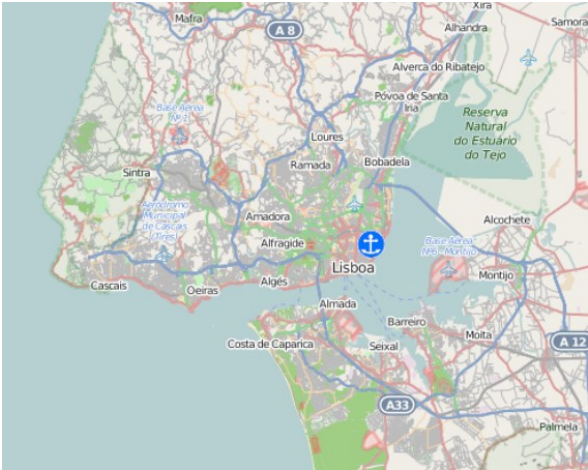 Xira
Mafra
Samora
A 8
Alhandra
Alverca do Ribatejo
Póvoa de Santa
Iria
Base Aérea
Nº 1
Reserva
Natural
do Estuário
do Tejo
Loures
Ramada
Bobadela
Sintra
Aeródromo
Municipal
de Cascais
/Tires
Amadora
Alcochete
Alfragide
Base Aérea
Nº6 - Montijo
Lisboa
Montijo
Cascais
Oeiras
Algés
Almada
Barreiro
Moita
Costa de Caparica
Seixal
A 12
A33
Palmela